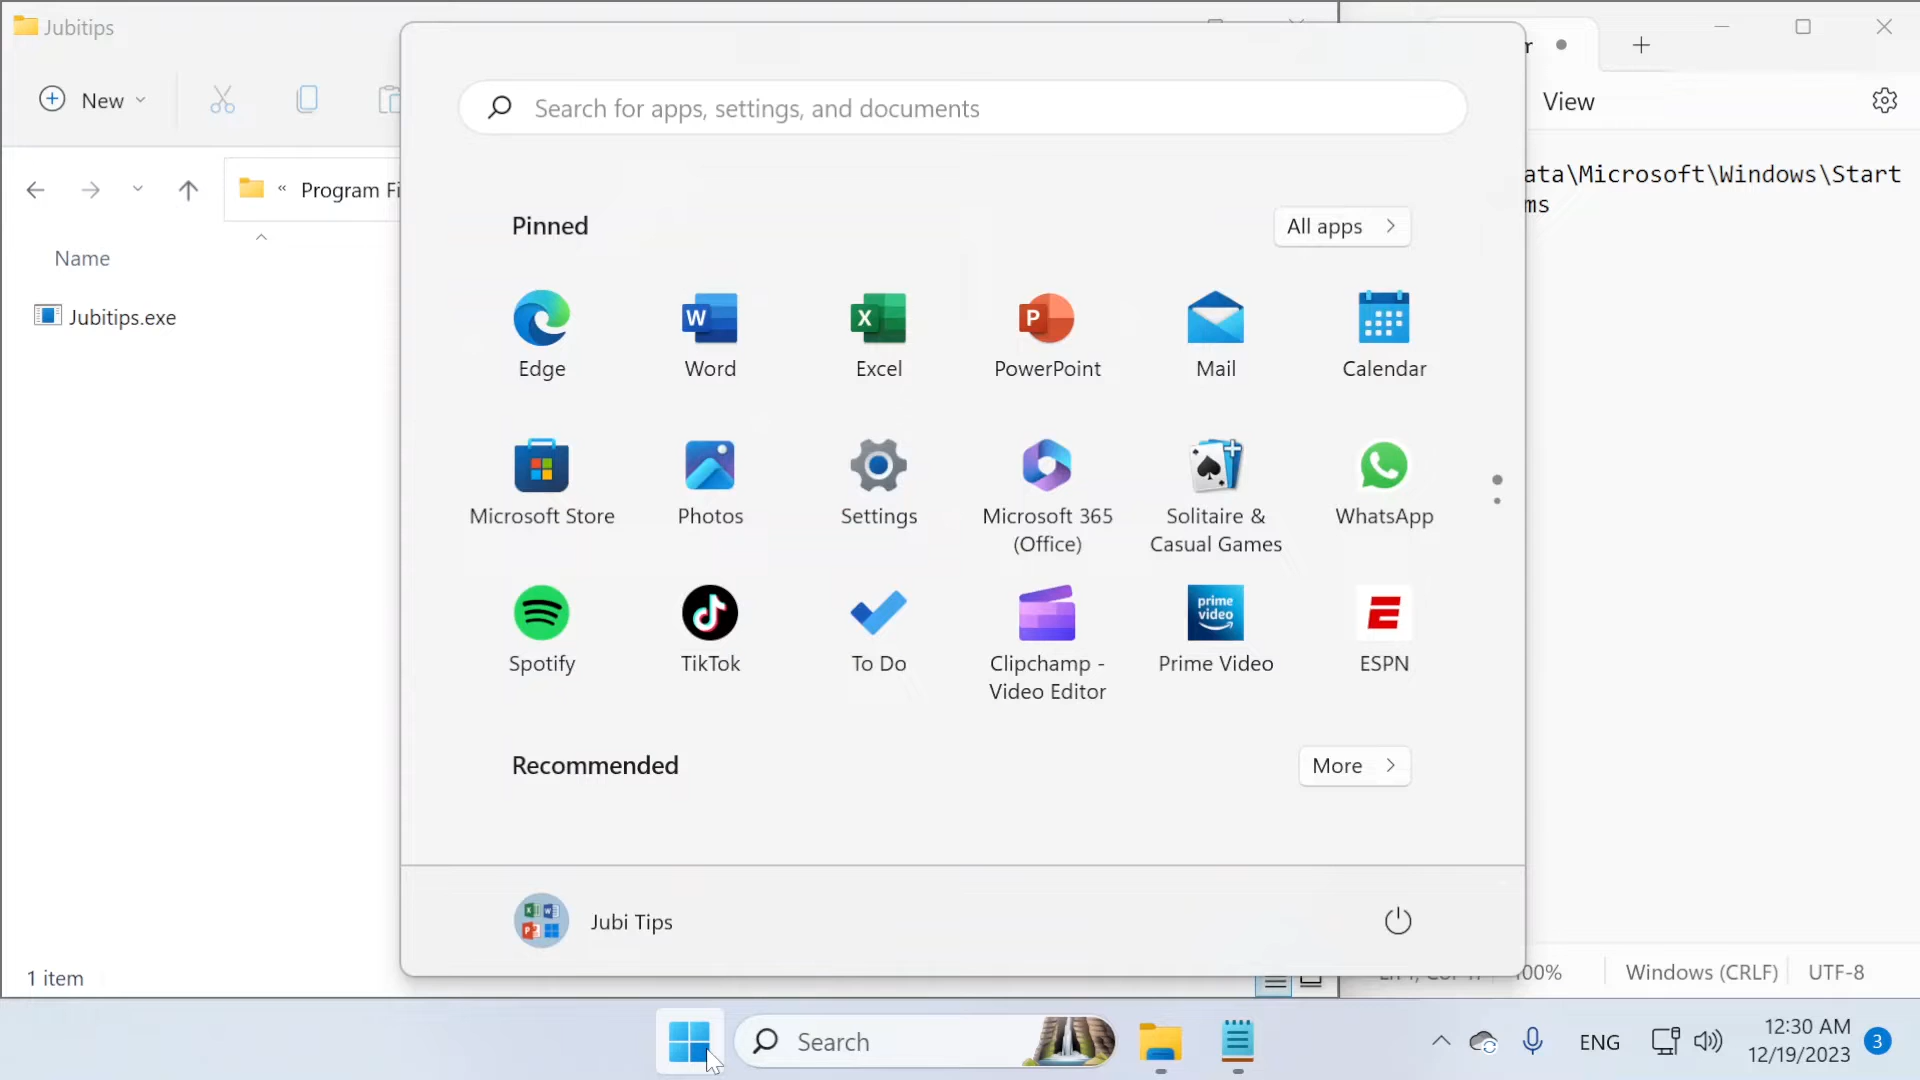 Jubitips
New
Program Fi
Name
Jubitips.exe
1 item
Search for apps, settings, and documents
Pinned
All apps
Edge
Word
Excel
PowerPoint
Mail
Calendar
Microsoft Store
Photos
Settings
Microsoft 365
(Office)
Solitaire &
Casual Games
WhatsApp
Spotify
TikTok
To Do
Clipchamp -
Video Editor
prime
video
Prime Video
ESPN
Recommended
More
Jubi Tips
r
View
ata\Microsoft\Windows\Start
ms
100%
Windows (CRLF)
UTF-8
Search
ENG
12:30 AM
12/19/2023
3